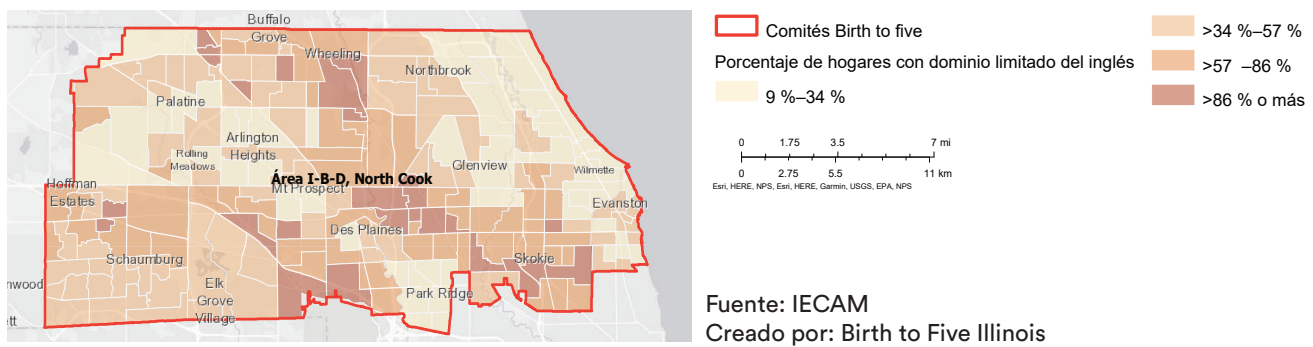 Buffalo
Grove
Wheeling
Northbrook
Palatine
Arlington
Heights
Rolling
Meadows
Glenview
Wilmette
Área I-B-D, North Cook
Mt Prospect
Hoffman
Estates
Evanston
Des Plaines
Schaumburg
Skokie
Elk
Grove
Village
Park Ridge
nwood
tt
Comités Birth to five
Porcentaje de hogares con dominio limitado del inglés
9 %–34 %
>34 %–57 %
>57 –86 %
>86 % o más
0 1.75 3.5 7 mi
0 2.75 5.5 11 km
Esri, HERE, NPS, Esri, HERE, Garmin, USGS, EPA, NPS
Fuente: IECAM
Creado por: Birth to Five Illinois